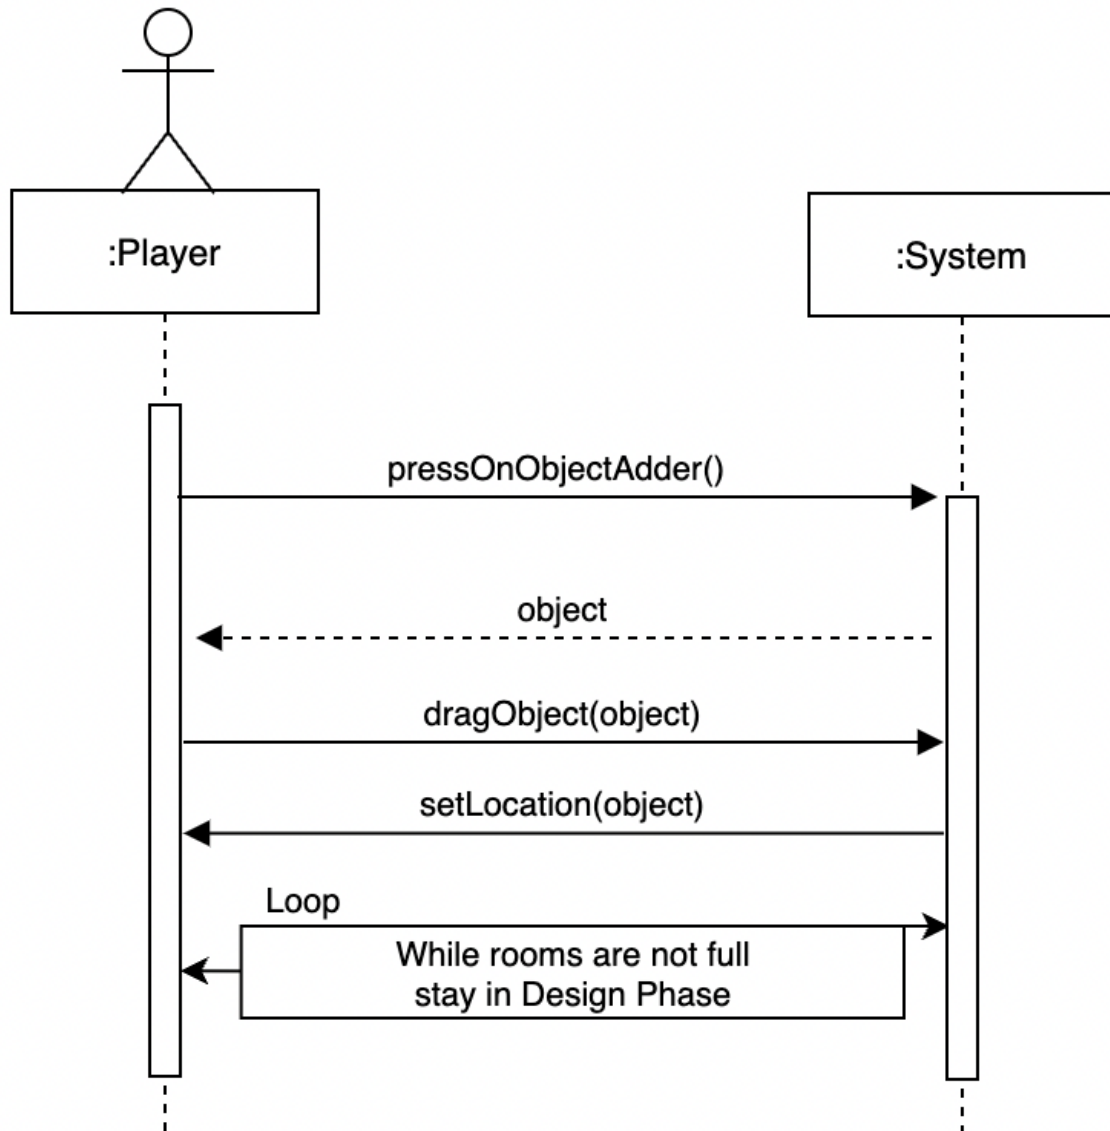 :Player
:System
pressOnObjectAdder()
object
dragObject(object)
setLocation(object)
Loop
While rooms are not full
stay in Design Phase